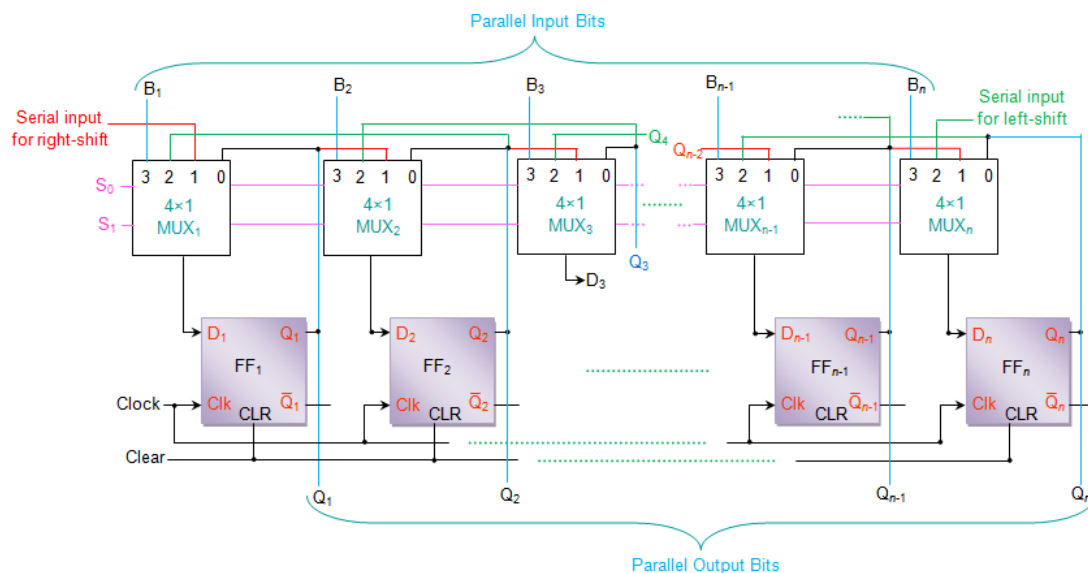 Parallel Input Bits
B₁ B₂ B₃ Bₙ₋₁ Bₙ
Serial input
for right-shift
Serial input
for left-shift
Q₄
Qₙ₋₂
3 2 1 0 3 2 1 0 3 2 1 0 3 2 1 0 3 2 1 0
S₀
4×1 4×1 4×1 4×1 4×1
S₁
MUX₁ MUX₂ MUX₃ MUXₙ₋₁ MUXₙ
Q₃
D₃
D₁ Q₁ D₂ Q₂ Dₙ₋₁ Qₙ₋₁ Dₙ Qₙ
FF₁ FF₂ FFₙ₋₁ FFₙ
Clock Clk Q̅₁ Clk Q̅₂ Clk Q̅ₙ₋₁ Clk Q̅ₙ
CLR CLR CLR CLR
Clear
Q₁ Q₂ Qₙ₋₁ Qₙ
Parallel Output Bits